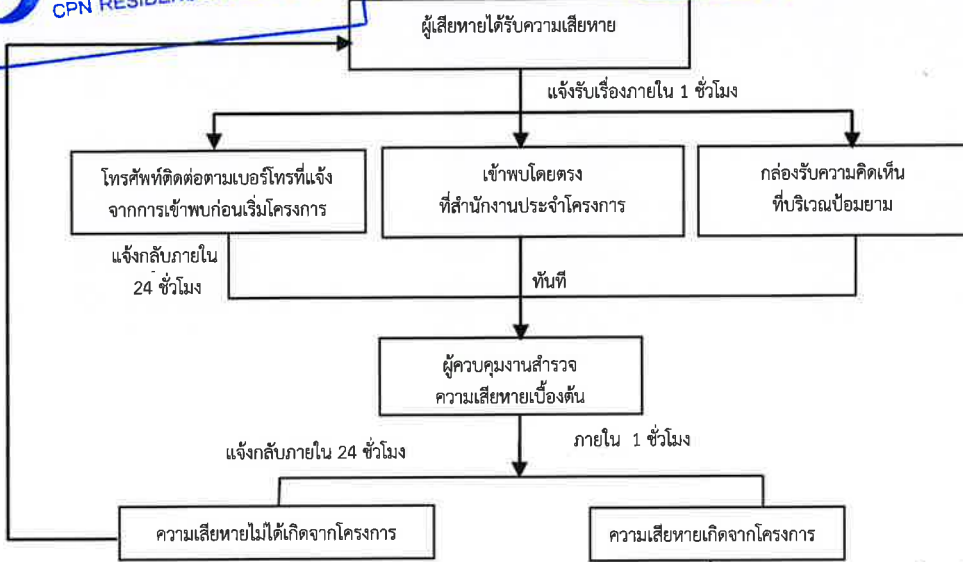 CPN
ผู้เสียหายได้รับความเสียหาย
แจ้งรับเรื่องภายใน 1 ชั่วโมง
โทรศัพท์ติดต่อตามเบอร์โทรที่แจ้ง
จากการเข้าพบก่อนเริ่มโครงการ
เข้าพบโดยตรง
ที่สำนักงานประจำโครงการ
กล่องรับความคิดเห็น
ที่บริเวณป้อมยาม
แจ้งกลับภายใน
24 ชั่วโมง
ทันที
ผู้ควบคุมงานสำรวจ
ความเสียหายเบื้องต้น
แจ้งกลับภายใน 24 ชั่วโมง
ภายใน 1 ชั่วโมง
ความเสียหายไม่ได้เกิดจากโครงการ
ความเสียหายเกิดจากโครงการ